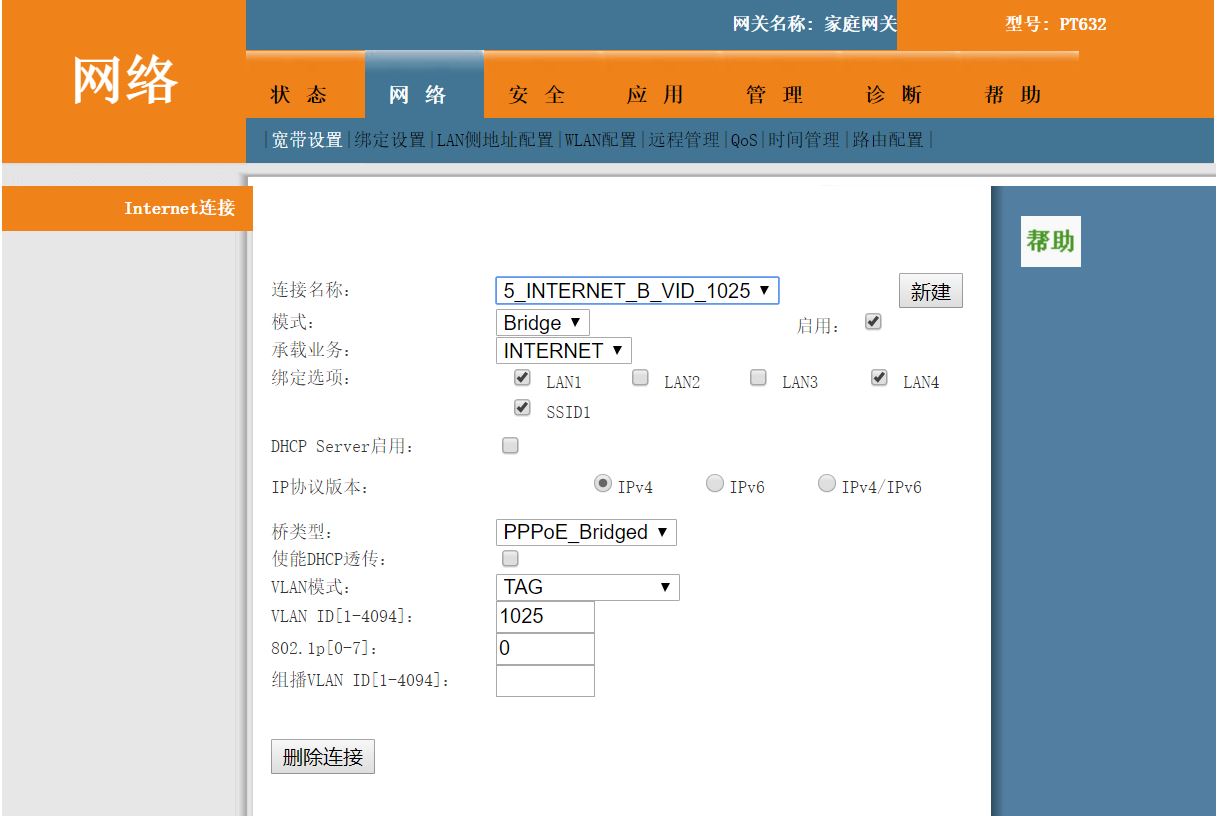 网关名称: 家庭网关 型号: PT632
网络
状态 网络 安全 应用 管理 诊断 帮助
|宽带设置|绑定设置|LAN侧地址配置|WLAN配置|远程管理|QoS|时间管理|路由配置|
Internet连接
帮助
连接名称: 5_INTERNET_B_VID_1025 新建
模式: Bridge 启用:
承载业务: INTERNET
绑定选项: LAN1 LAN2 LAN3 LAN4
SSID1
DHCP Server启用:
IP协议版本: IPv4 IPv6 IPv4/IPv6
桥类型: PPPoE_Bridged
使能DHCP透传:
VLAN模式: TAG
VLAN ID[1-4094]: 1025
802.1p[0-7]: 0
组播VLAN ID[1-4094]:
删除连接